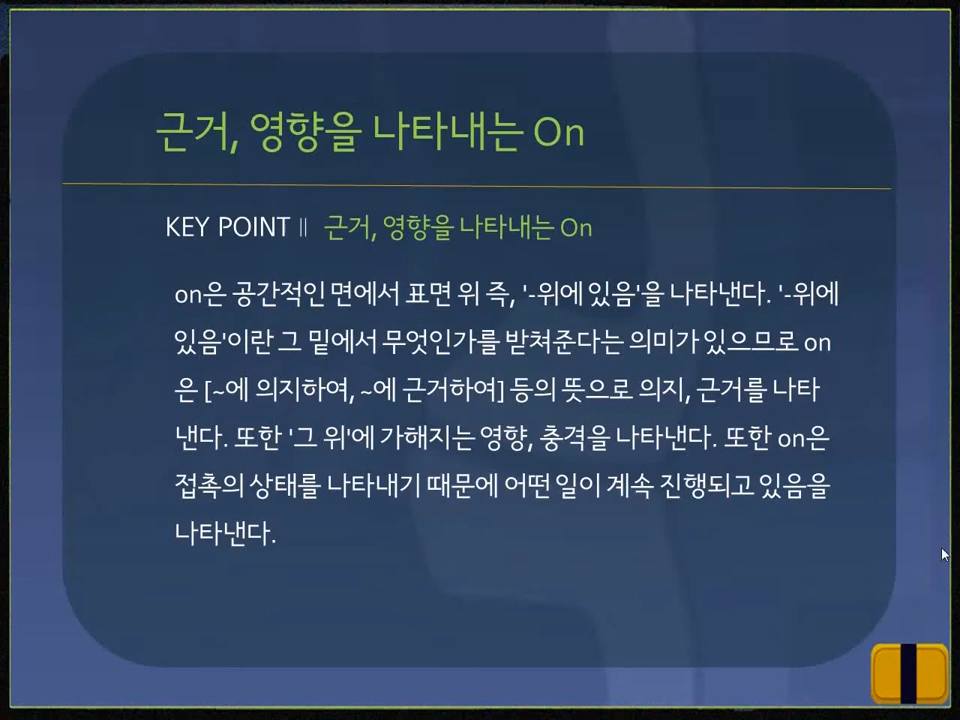 근거, 영향을 나타내는 On
KEY POINT || 근거, 영향을 나타내는 On
on은 공간적인 면에서 표면 위 즉, '-위에 있음'을 나타낸다. '-위에
있음'이란 그 밑에서 무엇인가를 받쳐준다는 의미가 있으므로 on
은 [~에 의지하여, ~에 근거하여] 등의 뜻으로 의지, 근거를 나타
낸다. 또한 '그 위'에 가해지는 영향, 충격을 나타낸다. 또한 on은
접촉의 상태를 나타내기 때문에 어떤 일이 계속 진행되고 있음을
나타낸다.